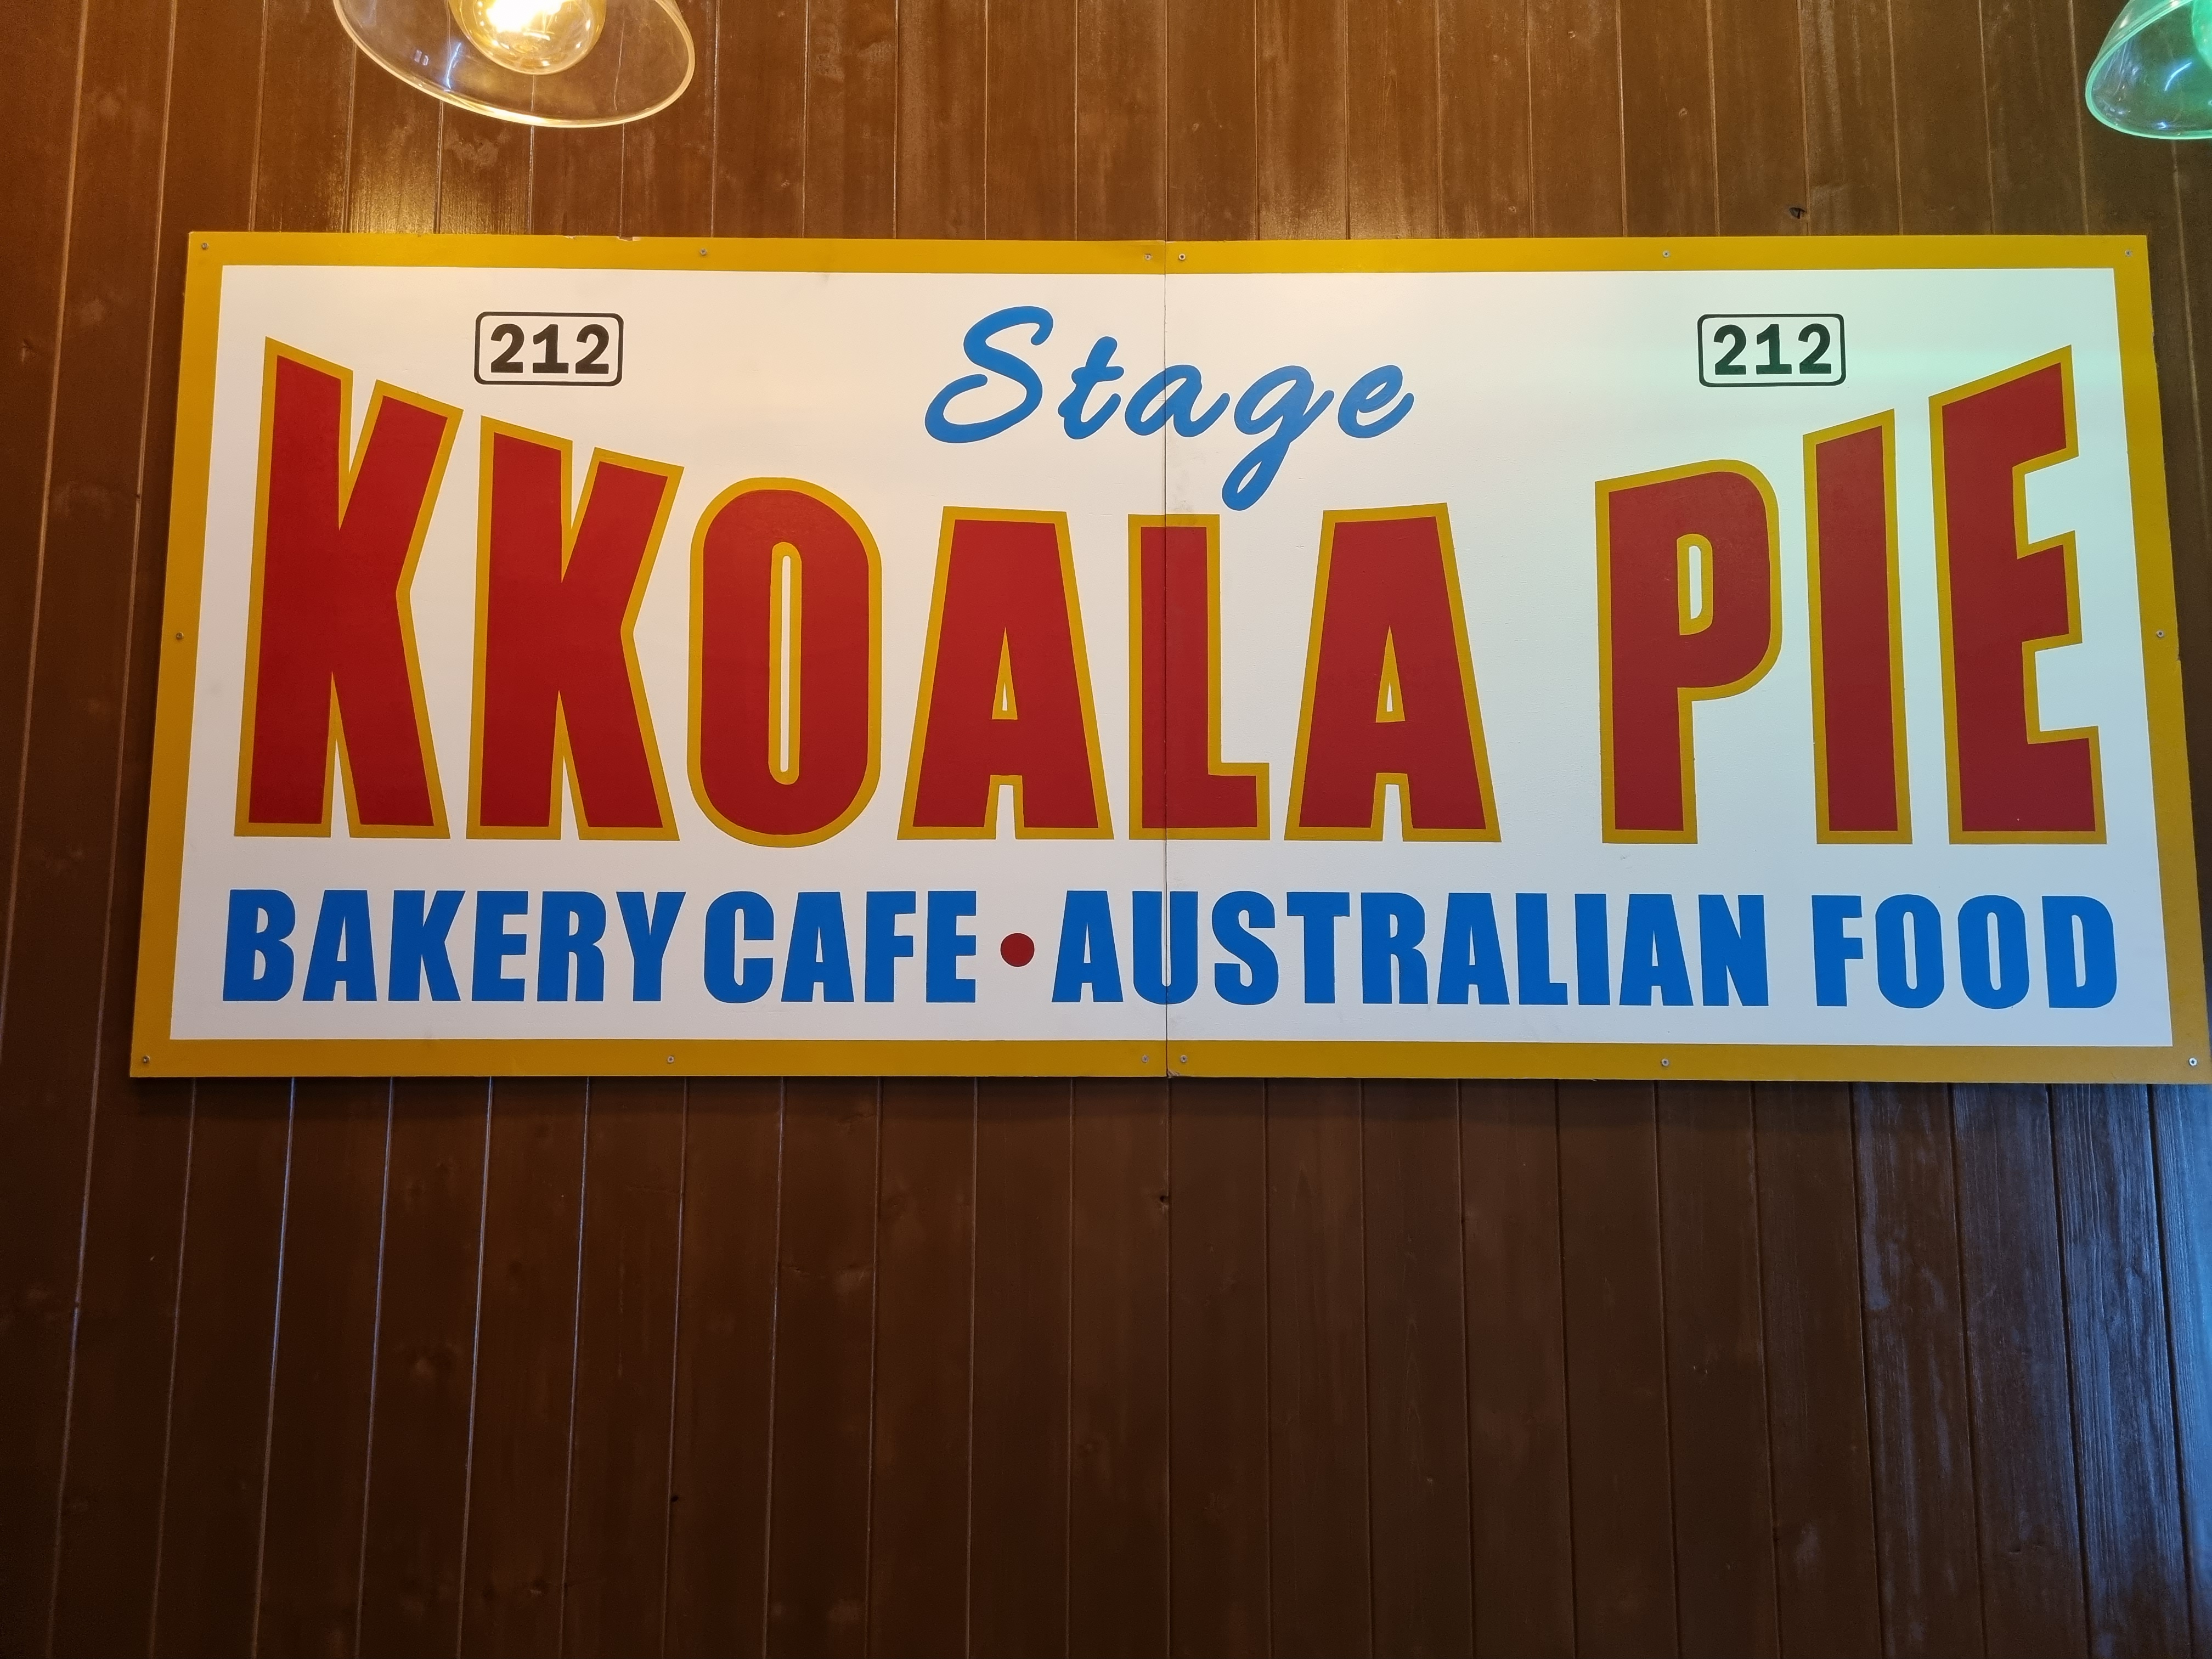 212 Stage 212
KKOALA PIE
BAKERY CAFE • AUSTRALIAN FOOD